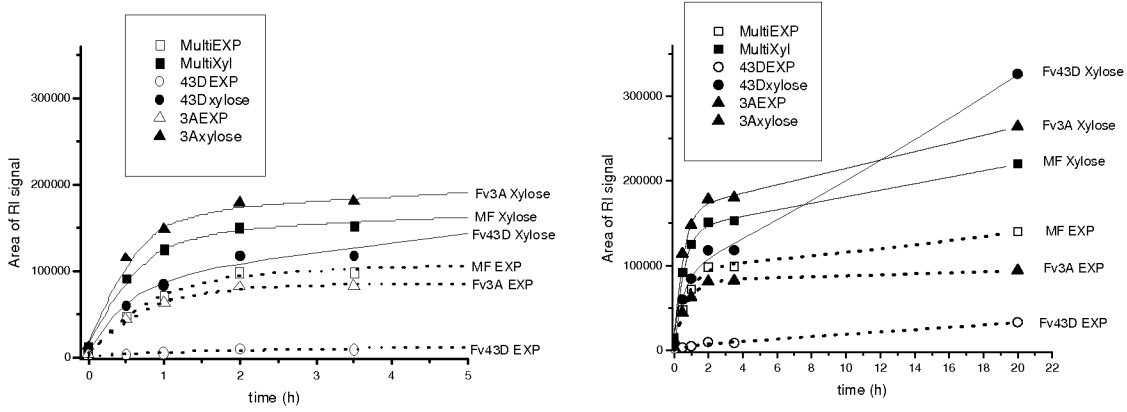 MultiEXP
MultiXyl
43DEXP
43Dxylose
3AEXP
3Axylose
300000
200000
100000
0
Area of RI signal
0 1 2 3 4 5
time (h)
Fv3A Xylose
MF Xylose
Fv43D Xylose
MF EXP
Fv3A EXP
Fv43D EXP
MultiEXP
MultiXyl
43DEXP
43Dxylose
3AEXP
3Axylose
300000
200000
100000
0
Area of RI signal
0 2 4 6 8 10 12 14 16 18 20 22
time (h)
Fv43D Xylose
Fv3A Xylose
MF Xylose
MF EXP
Fv3A EXP
Fv43D EXP